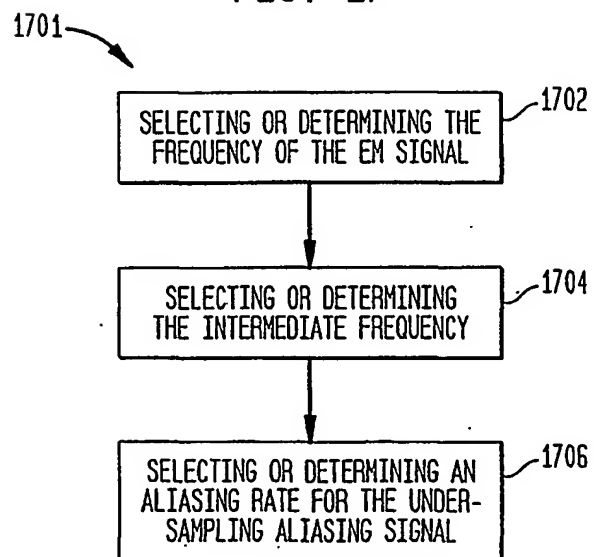 1701
1702
SELECTING OR DETERMINING THE
FREQUENCY OF THE EM SIGNAL
1704
SELECTING OR DETERMINING
THE INTERMEDIATE FREQUENCY
1706
SELECTING OR DETERMINING AN
ALIASING RATE FOR THE UNDER-
SAMPLING ALIASING SIGNAL